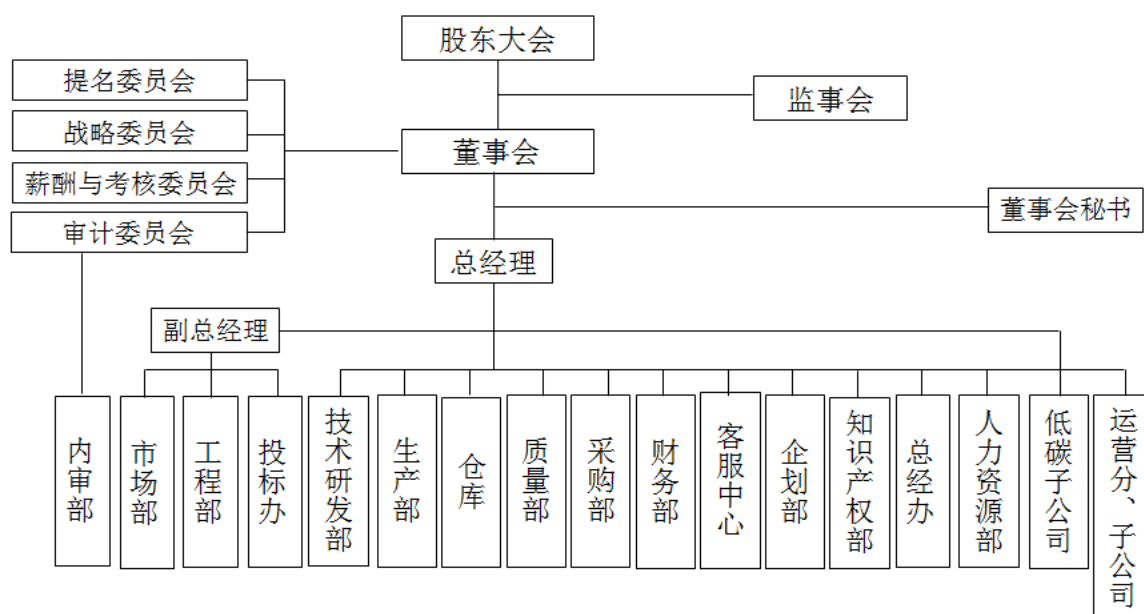 股东大会
提名委员会
监事会
战略委员会
董事会
薪酬与考核委员会
审计委员会
董事会秘书
总经理
副总经理
内审部
市场部
工程部
投标办
技术研发部
生产部
仓库
质量部
采购部
财务部
客服中心
企划部
知识产权部
总经办
人力资源部
低碳子公司
运营分、子公司